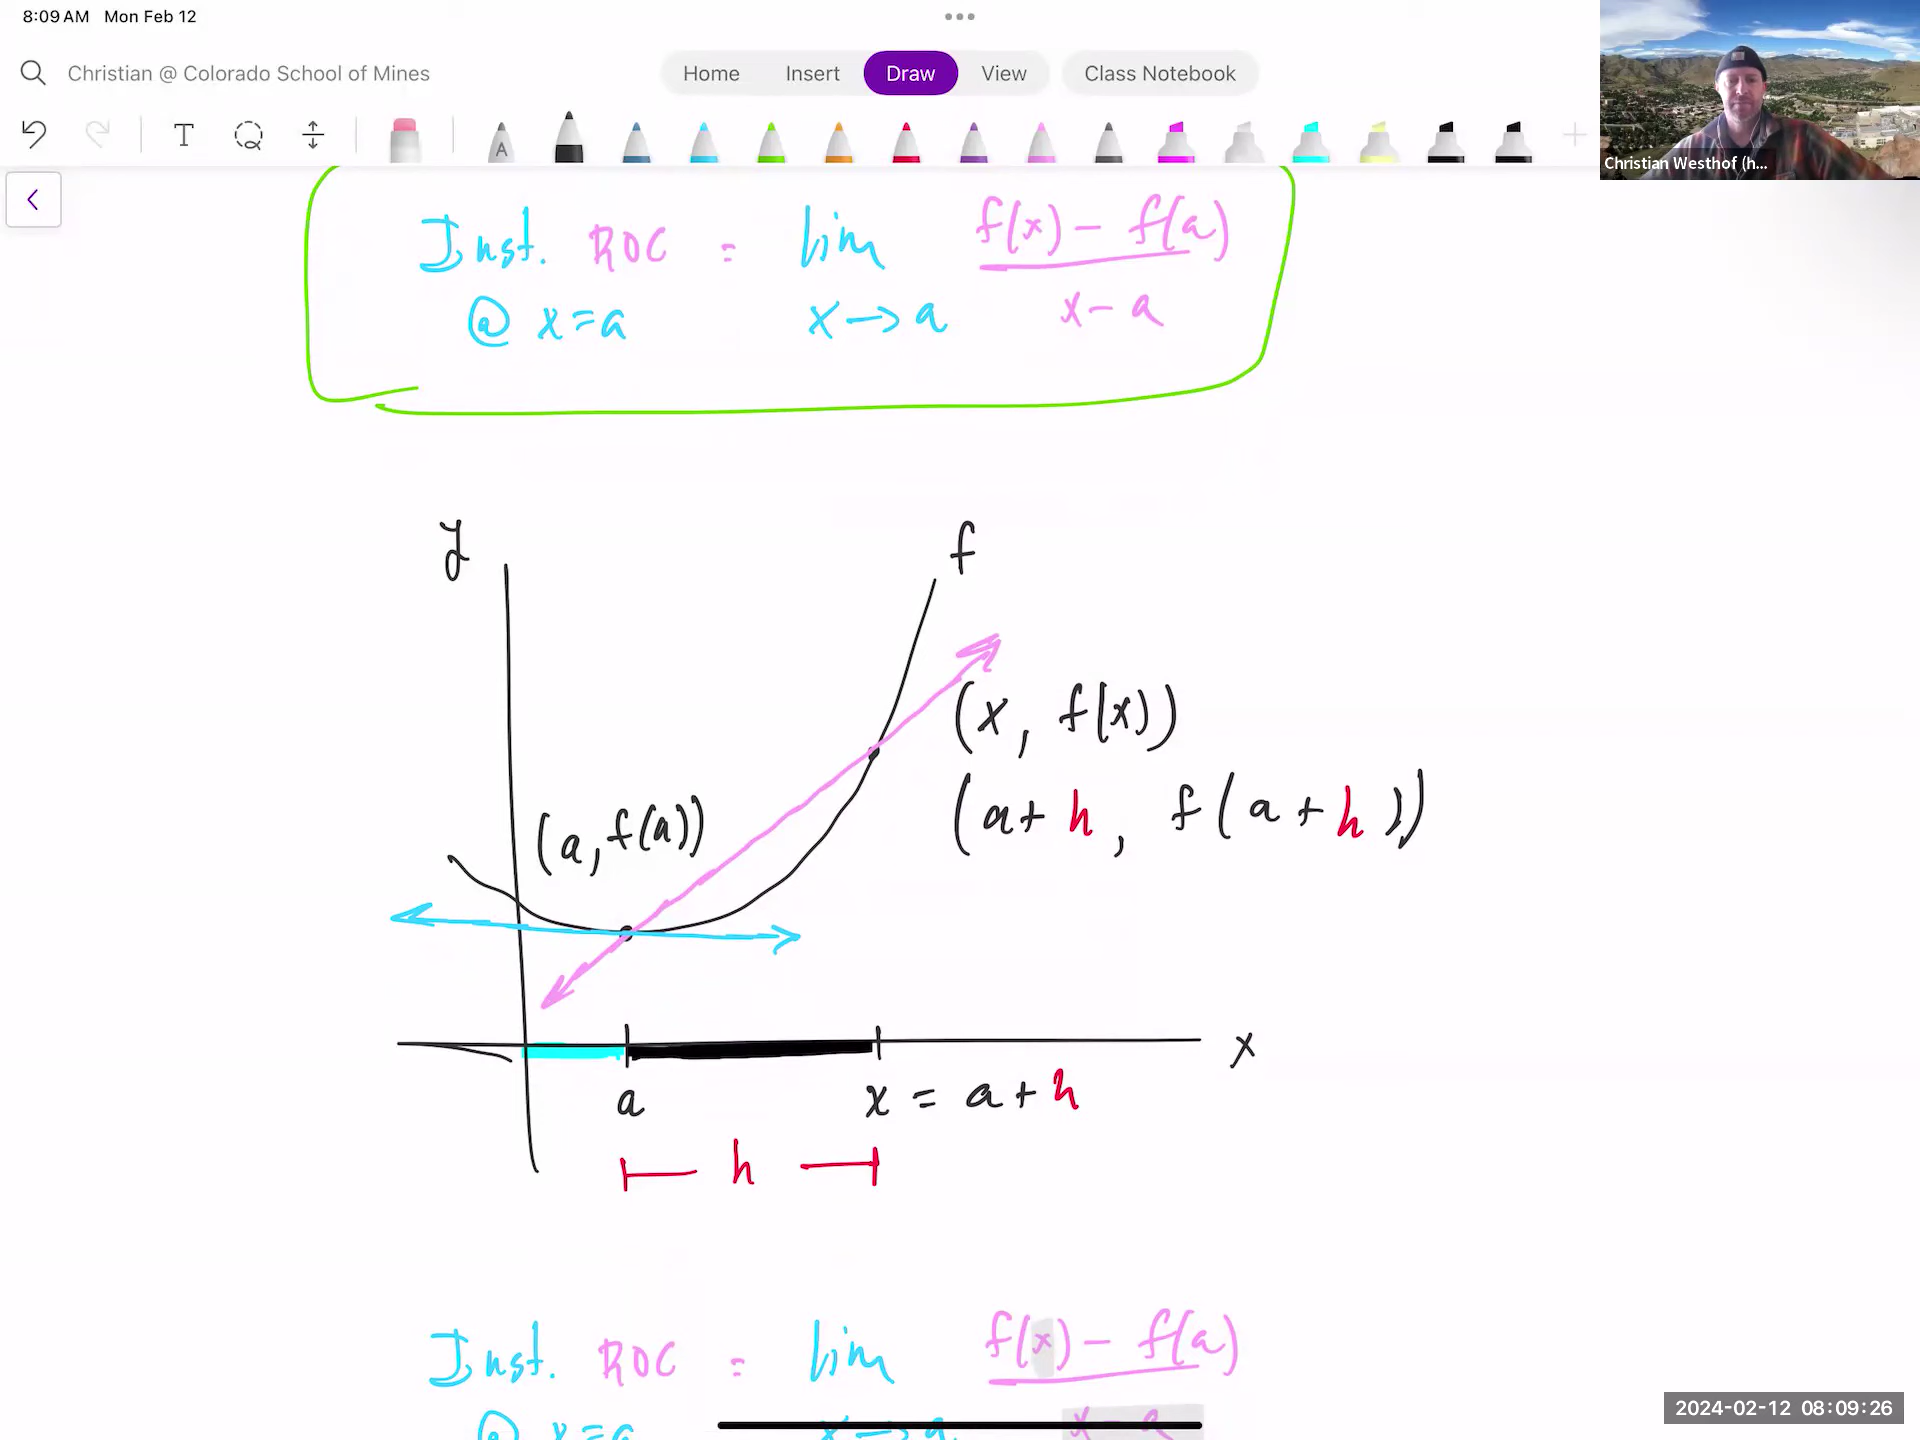 8:09 AM Mon Feb 12
Christian @ Colorado School of Mines
Home Insert Draw View Class Notebook
T
A
Christian Westhof (h...
Inst. ROC = lim f(x) - f(a)
@ x=a x→a x-a
y
f
(x, f(x))
(a, f(a))
(a+h, f(a+h))
x
a
x = a+h
h
Inst. ROC = lim f(x) - f(a)
@ x=a x→a x-a
2024-02-12 08:09:26